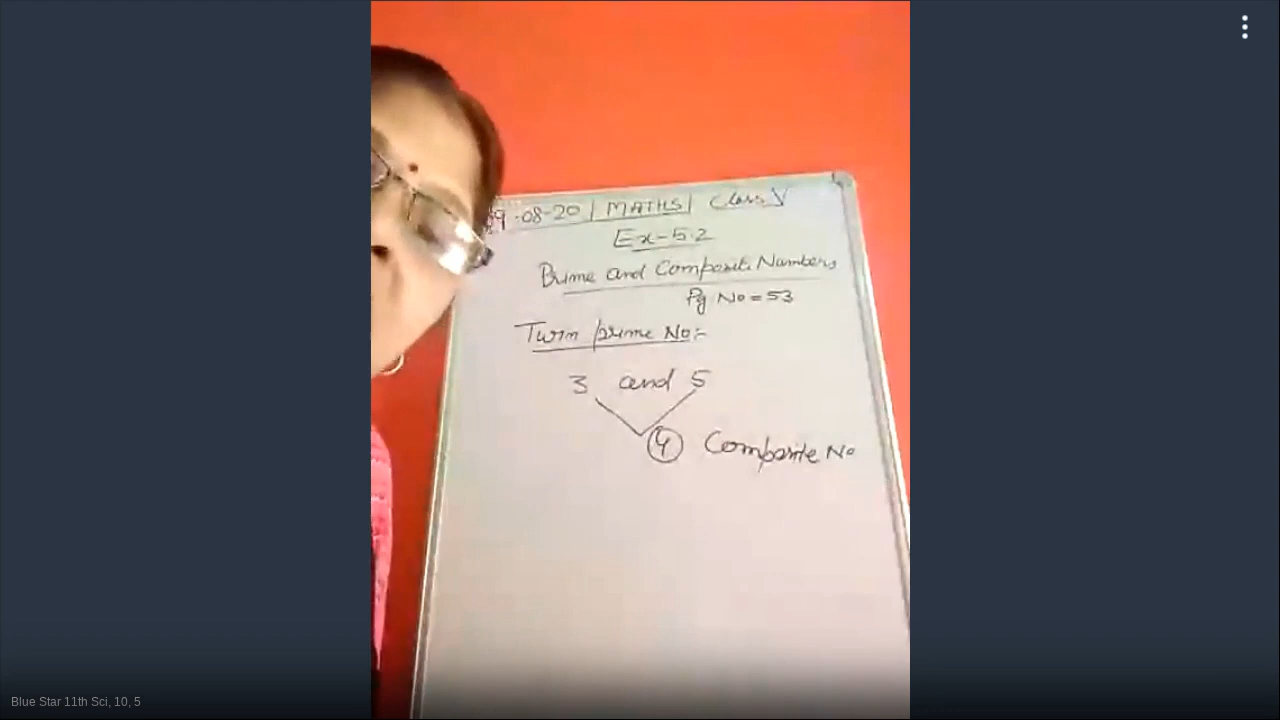 9-08-20 | MATHS | Class V
Ex-5.2
Prime and Composite Numbers
Pg No = 53
Twin prime No:-
3 and 5
4 Composite No
Blue Star 11th Sci, 10, 5